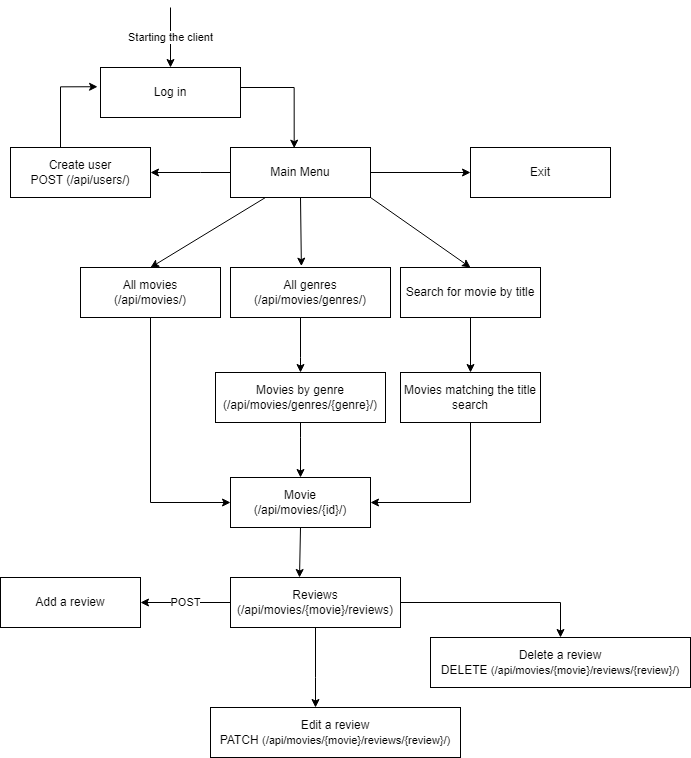 Starting the client
Log in
Create user
POST (/api/users/)
Main Menu
Exit
All movies
(/api/movies/)
All genres
(/api/movies/genres/)
Search for movie by title
Movies by genre
(/api/movies/genres/{genre}/)
Movies matching the title
search
Movie
(/api/movies/{id}/)
Add a review
POST
Reviews
(/api/movies/{movie}/reviews)
Delete a review
DELETE (/api/movies/{movie}/reviews/{review}/)
Edit a review
PATCH (/api/movies/{movie}/reviews/{review}/)